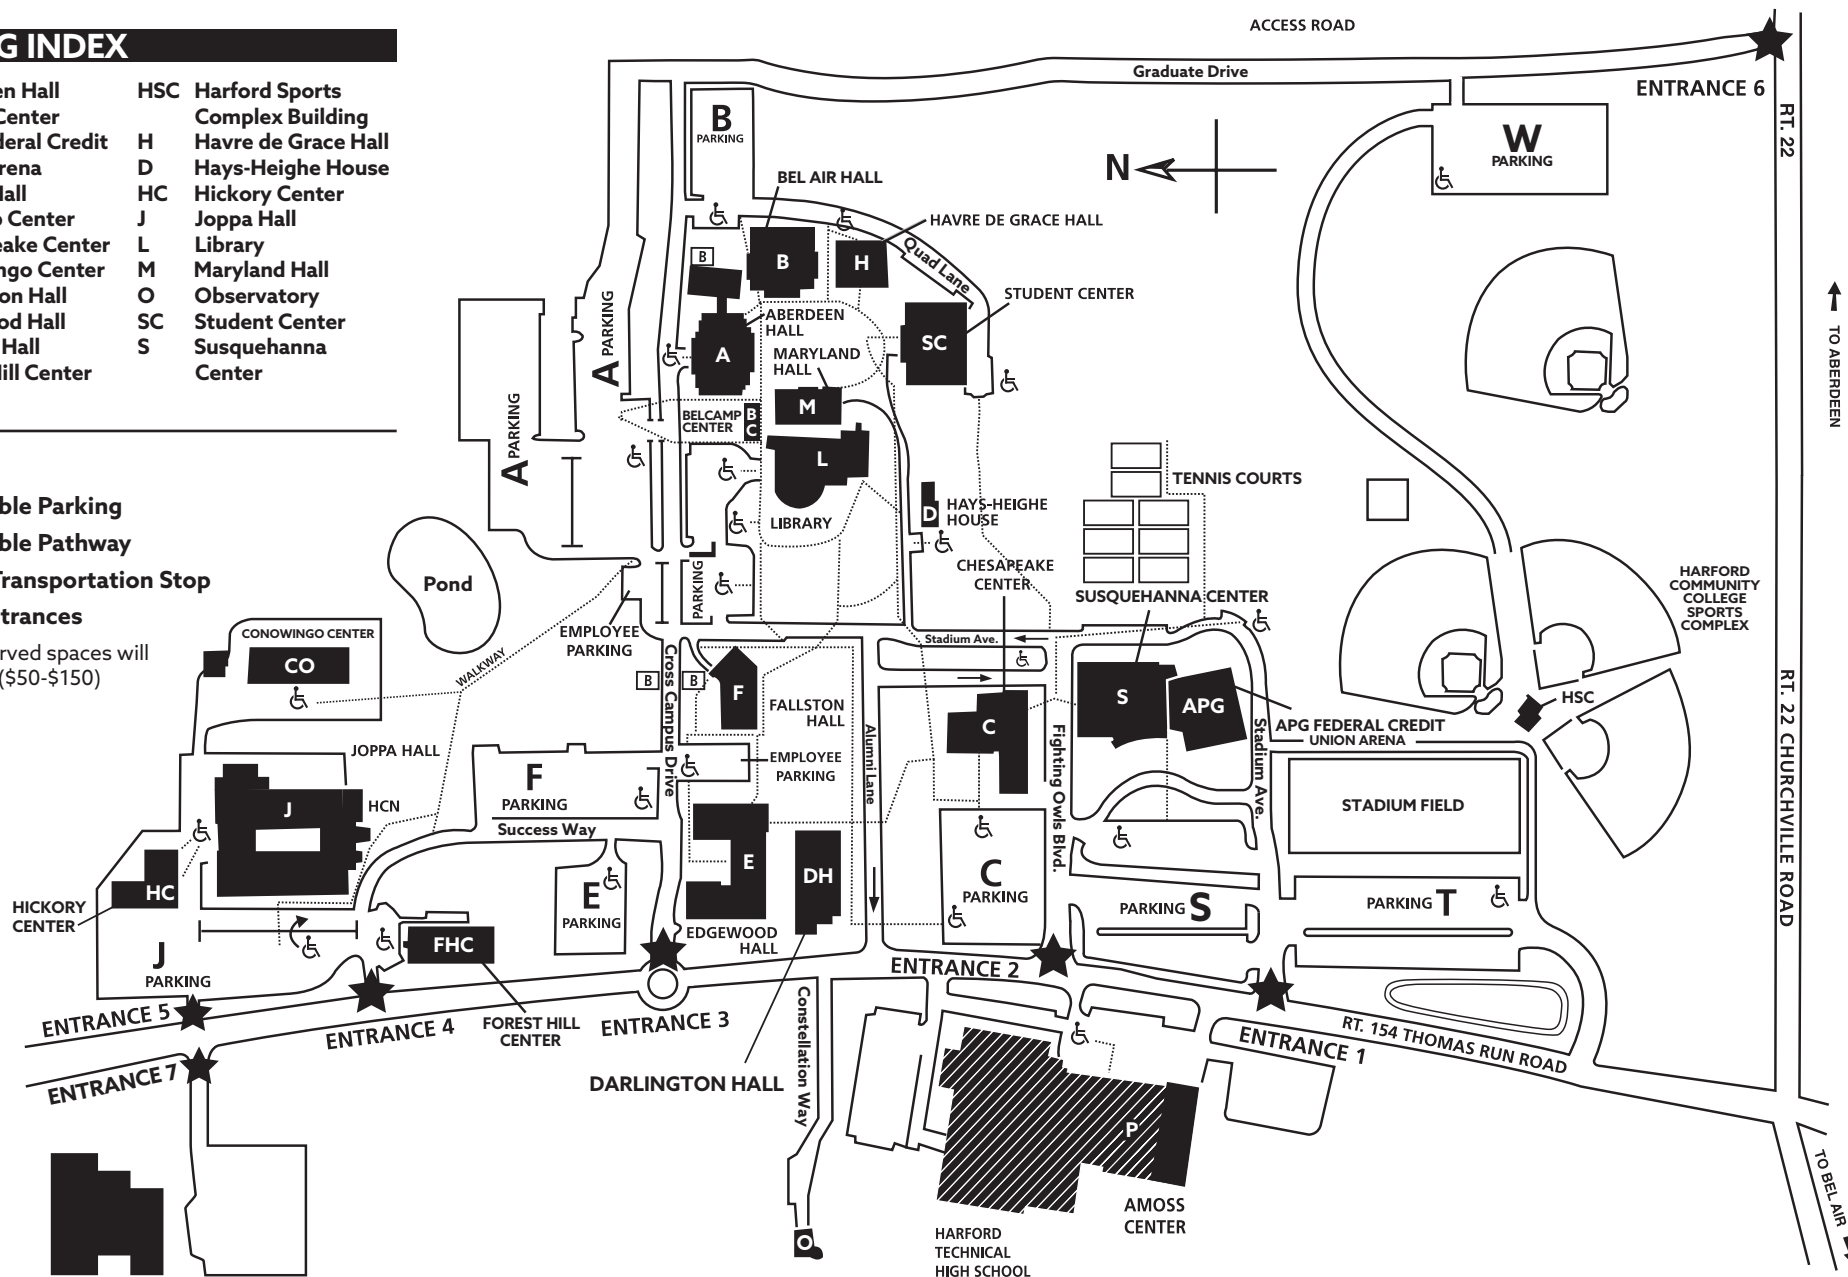 G INDEX
en Hall
Center
deral Credit
rena
Hall
o Center
eake Center
ngo Center
on Hall
od Hall
Hall
Hill Center
HSC Harford Sports
Complex Building
H Havre de Grace Hall
D Hays-Heighe House
HC Hickory Center
J Joppa Hall
L Library
M Maryland Hall
O Observatory
SC Student Center
S Susquehanna
Center
ble Parking
ble Pathway
Transportation Stop
trances
rved spaces will
($50-$150)
ACCESS ROAD
Graduate Drive
ENTRANCE 6
RT. 22
B
PARKING
W
PARKING
N
BEL AIR HALL
HAVRE DE GRACE HALL
Quad Lane
B
B
H
STUDENT CENTER
SC
TO ABERDEEN
A PARKING
ABERDEEN
HALL
A
MARYLAND
HALL
M
A PARKING
BELCAMP
CENTER
B
C
L
LIBRARY
TENNIS COURTS
D
HAYS-HEIGHE
HOUSE
Pond
PARKING L
CHESAPEAKE
CENTER
SUSQUEHANNA CENTER
HARFORD
COMMUNITY
COLLEGE
SPORTS
COMPLEX
CONOWINGO CENTER
CO
EMPLOYEE
PARKING
Stadium Ave.
WALKWAY
Cross Campus Drive
B
B
F
FALLSTON
HALL
S
APG
HSC
C
APG FEDERAL CREDIT
UNION ARENA
Alumni Lane
Fighting Owls Blvd.
Stadium Ave.
RT. 22 CHURCHVILLE ROAD
JOPPA HALL
EMPLOYEE
PARKING
F
PARKING
J
HCN
STADIUM FIELD
Success Way
E
DH
C
PARKING
HC
E
PARKING
PARKING S
PARKING T
HICKORY
CENTER
EDGEWOOD
HALL
FHC
J
PARKING
ENTRANCE 2
ENTRANCE 5
ENTRANCE 4
FOREST HILL
CENTER
ENTRANCE 3
Constellation Way
ENTRANCE 1
RT. 154 THOMAS RUN ROAD
ENTRANCE 7
DARLINGTON HALL
P
AMOSS
CENTER
TO BEL AIR
O
HARFORD
TECHNICAL
HIGH SCHOOL